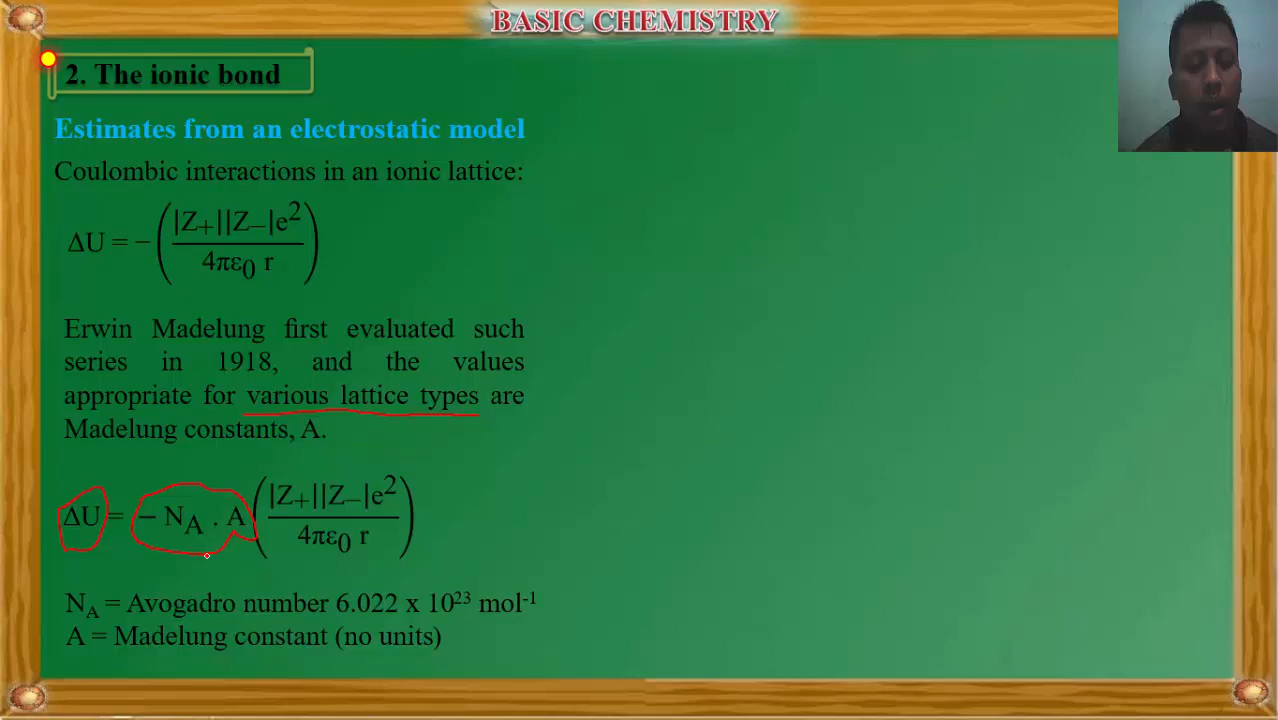 BASIC CHEMISTRY
2. The ionic bond
Estimates from an electrostatic model
Coulombic interactions in an ionic lattice:
ΔU = −(|Z₊||Z₋|e² / 4πε₀ r)
Erwin Madelung first evaluated such
series in 1918, and the values
appropriate for various lattice types are
Madelung constants, A.
ΔU = − N_A . A(|Z₊||Z₋|e² / 4πε₀ r)
N_A = Avogadro number 6.022 x 10²³ mol⁻¹
A = Madelung constant (no units)